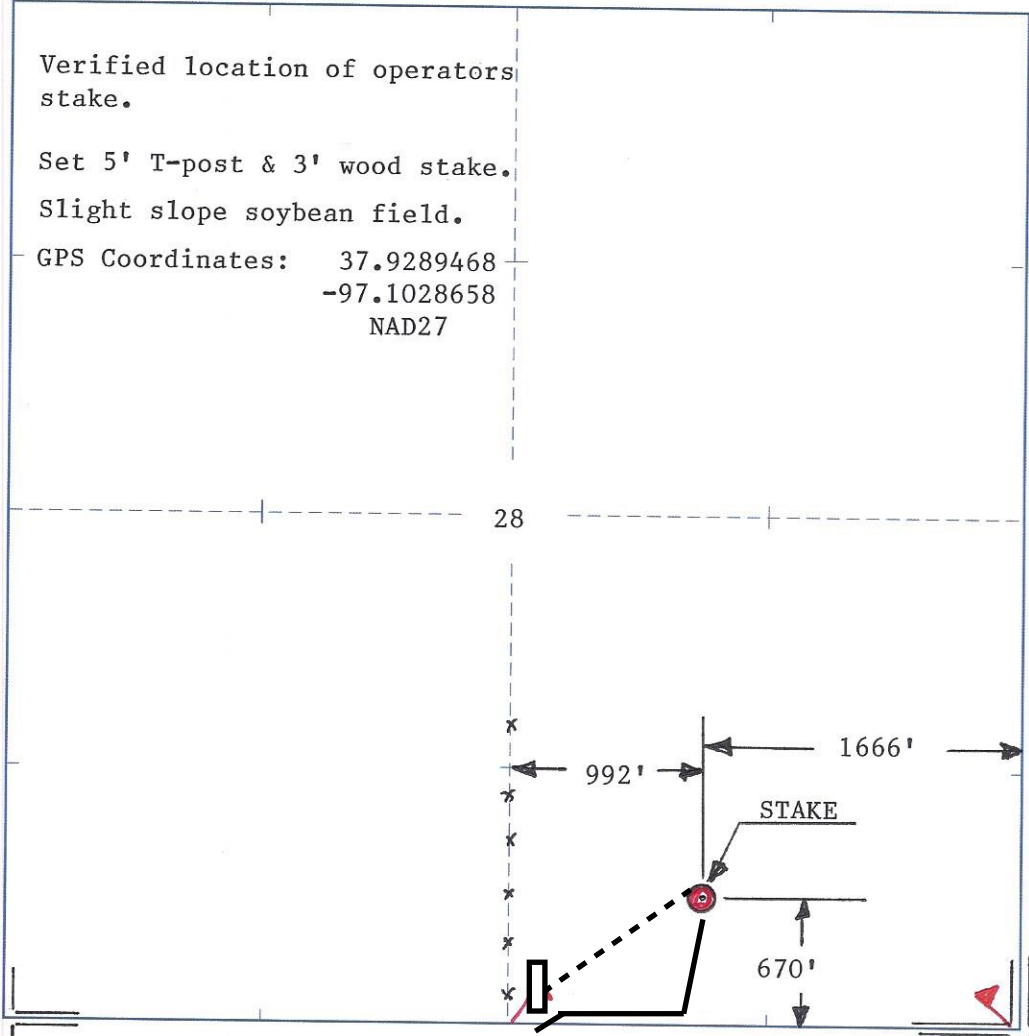 Verified location of operators
stake.
Set 5' T-post & 3' wood stake.
Slight slope soybean field.
GPS Coordinates: 37.9289468
-97.1028658
NAD27
28
1666'
992'
STAKE
670'